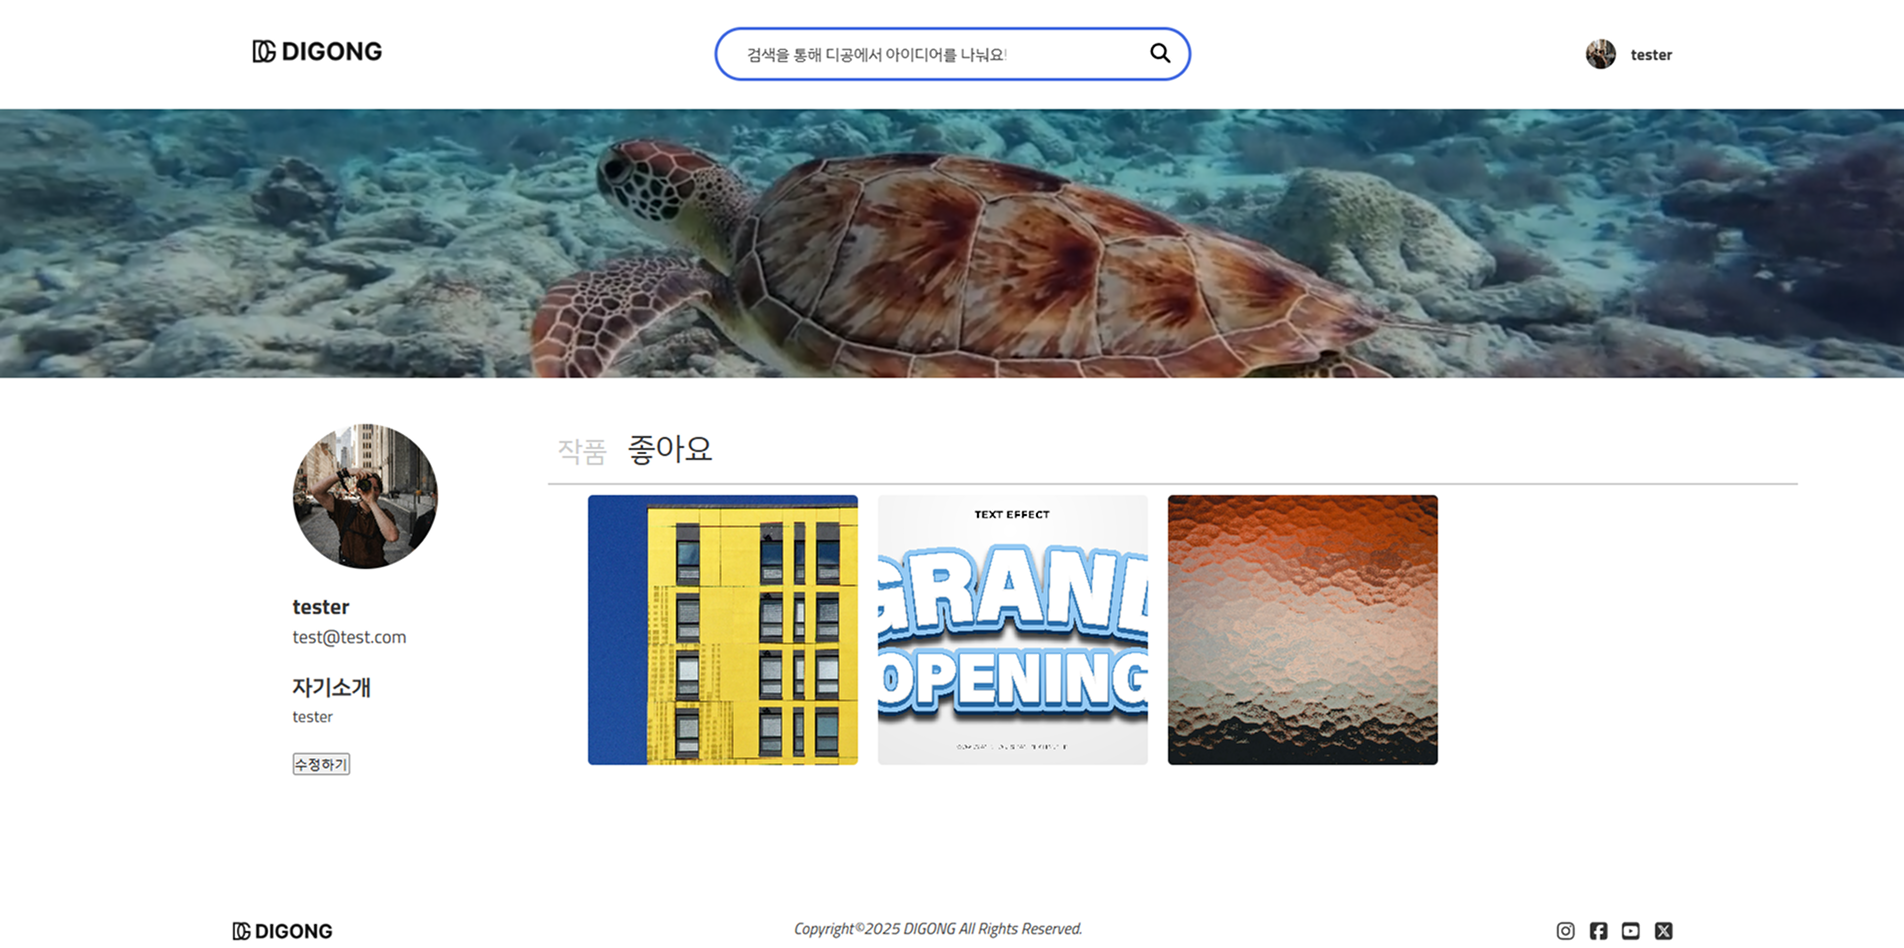 DIGONG
검색을 통해 디공에서 아이디어를 나눠요!
tester
작품 좋아요
TEXT EFFECT
GRAND
OPENING
tester
test@test.com
자기소개
tester
수정하기
DIGONG
Copyright©2025 DIGONG All Rights Reserved.